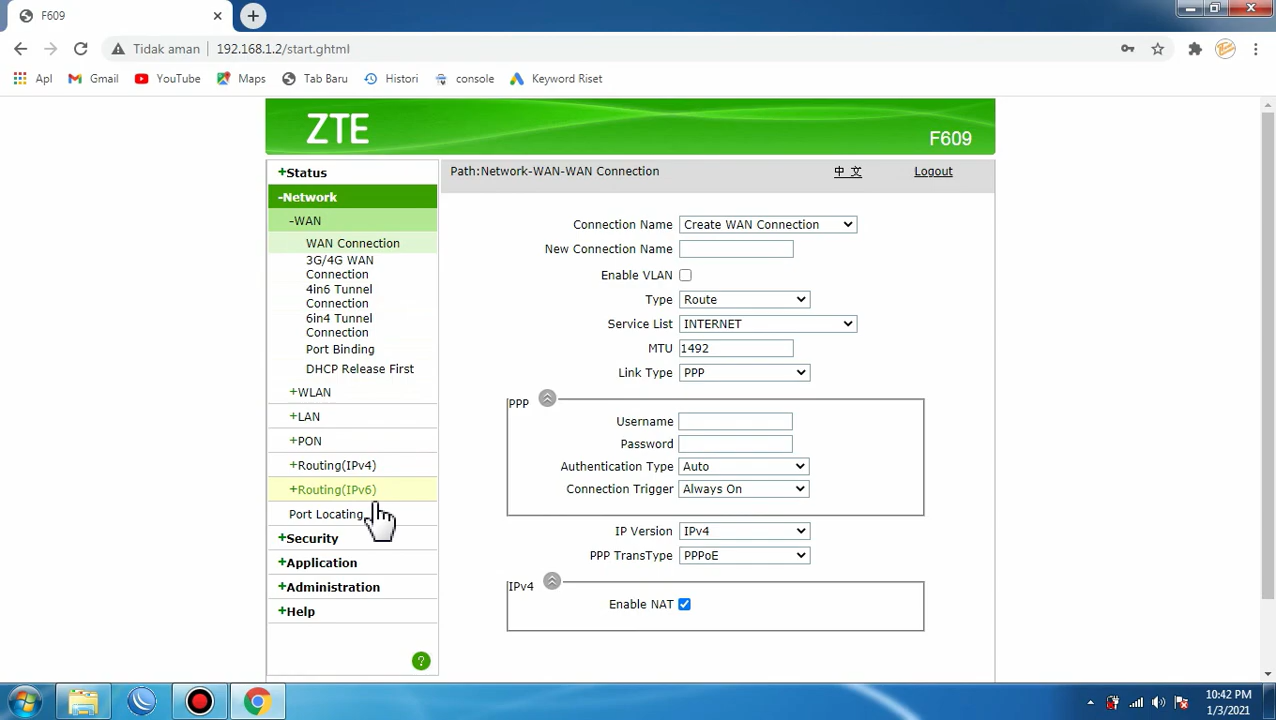 F609
Tidak aman
192.168.1.2/start.ghtml
Apl
Gmail
YouTube
Maps
Tab Baru
Histori
console
Keyword Riset
ZTE
F609
+Status
-Network
-WAN
WAN Connection
3G/4G WAN
Connection
4in6 Tunnel
Connection
6in4 Tunnel
Connection
Port Binding
DHCP Release First
+WLAN
+LAN
+PON
+Routing(IPv4)
+Routing(IPv6)
Port Locating
+Security
+Application
+Administration
+Help
?
Path:Network-WAN-WAN Connection
中 文
Logout
Connection Name Create WAN Connection
New Connection Name
Enable VLAN
Type Route
Service List INTERNET
MTU 1492
Link Type PPP
PPP
Username
Password
Authentication Type Auto
Connection Trigger Always On
IP Version IPv4
PPP TransType PPPoE
IPv4
Enable NAT
10:42 PM
1/3/2021